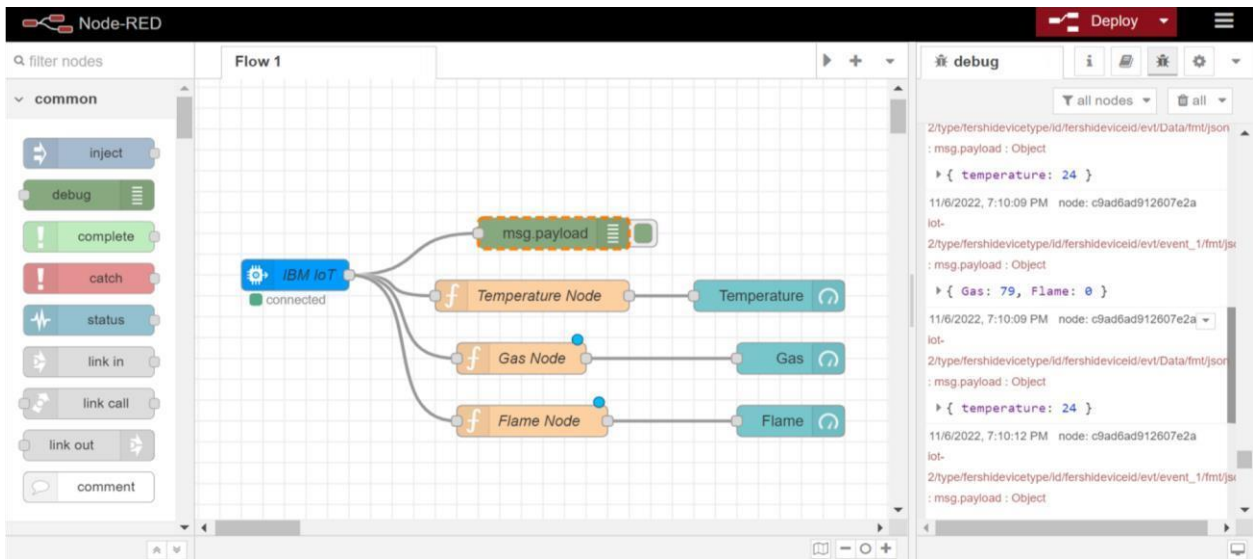 Node-RED
Deploy
filter nodes
common
inject
debug
complete
catch
status
link in
link call
link out
comment
Flow 1
msg.payload
IBM IoT
connected
Temperature Node
Temperature
Gas Node
Gas
Flame Node
Flame
debug
i
all nodes
all
2/type/fershidevicetype/id/fershideviceid/evt/Data/fmt/json
: msg.payload : Object
{ temperature: 24 }
11/6/2022, 7:10:09 PM node: c9ad6ad912607e2a
iot-
2/type/fershidevicetype/id/fershideviceid/evt/event_1/fmt/js
: msg.payload : Object
{ Gas: 79, Flame: 0 }
11/6/2022, 7:10:09 PM node: c9ad6ad912607e2a
iot-
2/type/fershidevicetype/id/fershideviceid/evt/Data/fmt/json
: msg.payload : Object
{ temperature: 24 }
11/6/2022, 7:10:12 PM node: c9ad6ad912607e2a
iot-
2/type/fershidevicetype/id/fershideviceid/evt/event_1/fmt/js
: msg.payload : Object